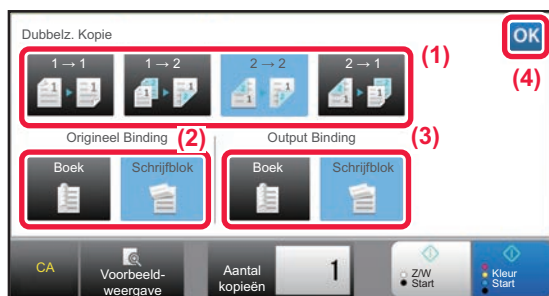 Dubbelz. Kopie
OK
1 → 1
1 → 2
2 → 2
2 → 1
(1)
(4)
Origineel Binding
(2)
Output Binding
(3)
Boek
Schrijfblok
Boek
Schrijfblok
CA
Voorbeeld-
weergave
Aantal
kopieën
1
Z/W
Start
Kleur
Start